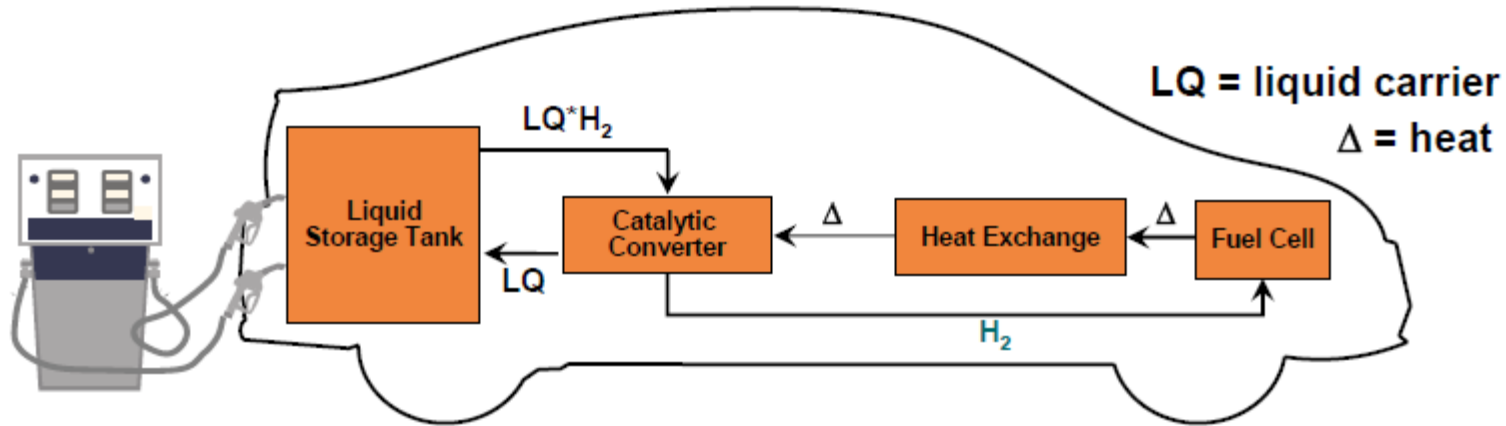 LQ = liquid carrier
Δ = heat
LQ*H₂
Liquid
Storage Tank
Catalytic
Converter
Δ
Heat Exchange
Δ
Fuel Cell
LQ
H₂